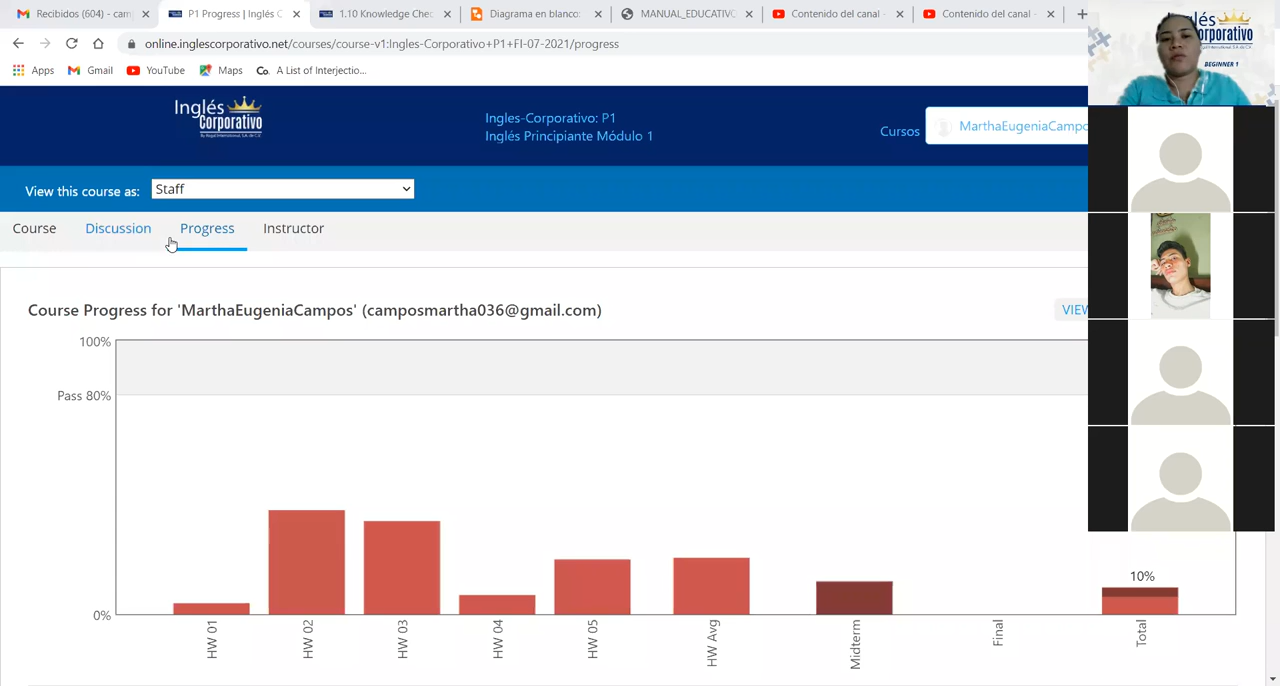 Recibidos (604) - cam
P1 Progress | Inglés C
1.10 Knowledge Chec
Diagrama en blanco:
MANUAL_EDUCATIVO
Contenido del canal -
Contenido del canal -
online.inglescorporativo.net/courses/course-v1:Ingles-Corporativo+P1+FI-07-2021/progress
Apps
Gmail
YouTube
Maps
Co.
A List of Interjectio...
Inglés
Corporativo
BEGINNER 1
Inglés
Corporativo
Ingles-Corporativo: P1
Inglés Principiante Módulo 1
Cursos
MarthaEugeniaCampo
View this course as:
Staff
Course
Discussion
Progress
Instructor
Course Progress for 'MarthaEugeniaCampos' (camposmartha036@gmail.com)
VIEW
100%
Pass 80%
0%
10%
HW 01
HW 02
HW 03
HW 04
HW 05
HW Avg
Midterm
Final
Total